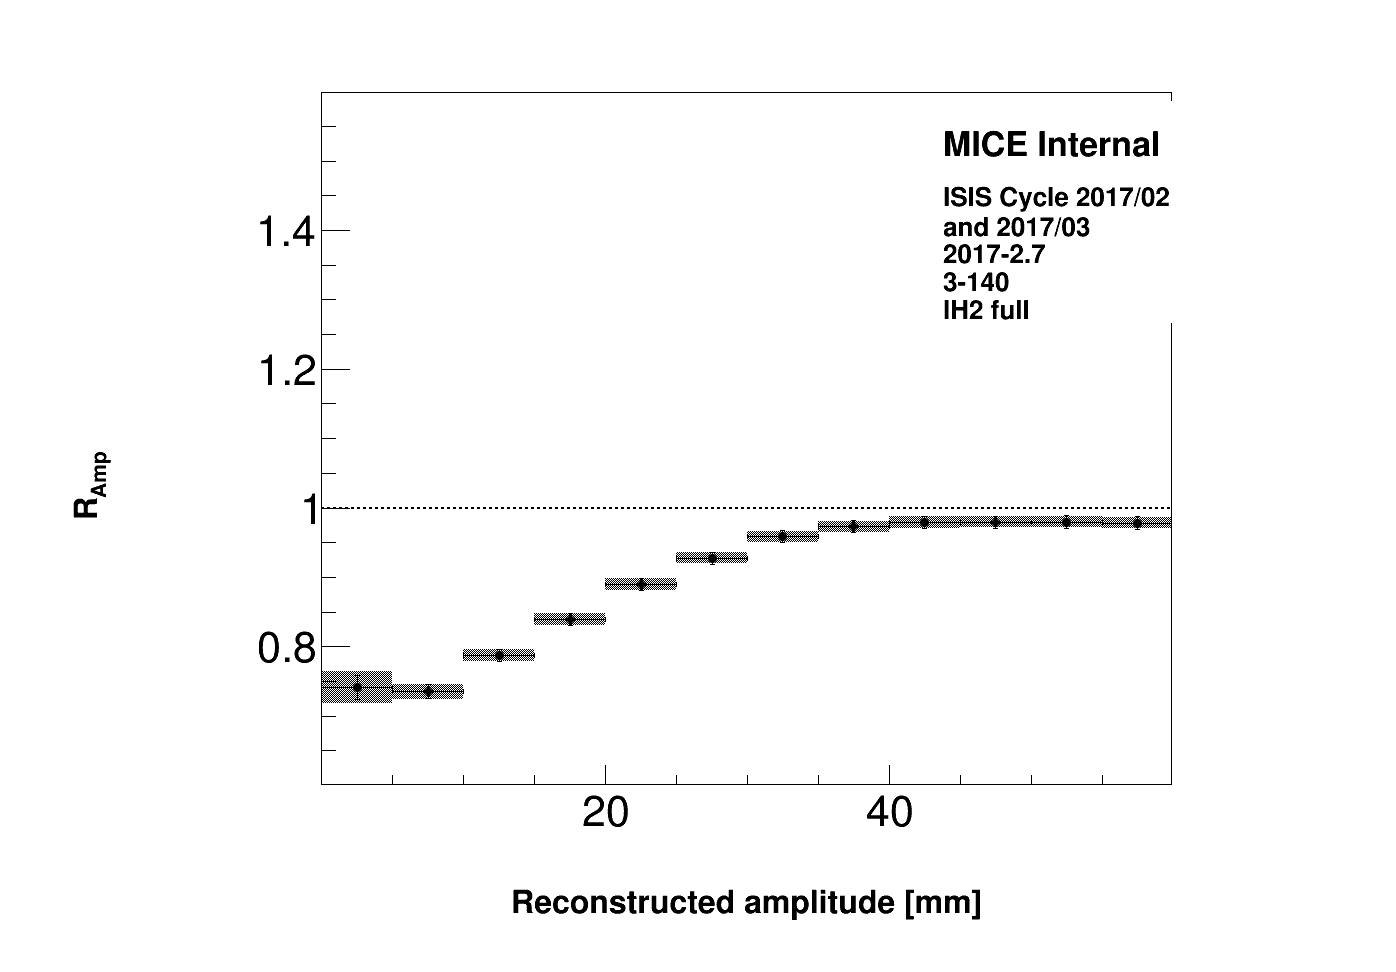 MICE Internal
ISIS Cycle 2017/02
and 2017/03
2017-2.7
3-140
IH2 full
1.4
1.2
1
0.8
R_Amp
20 40
Reconstructed amplitude [mm]